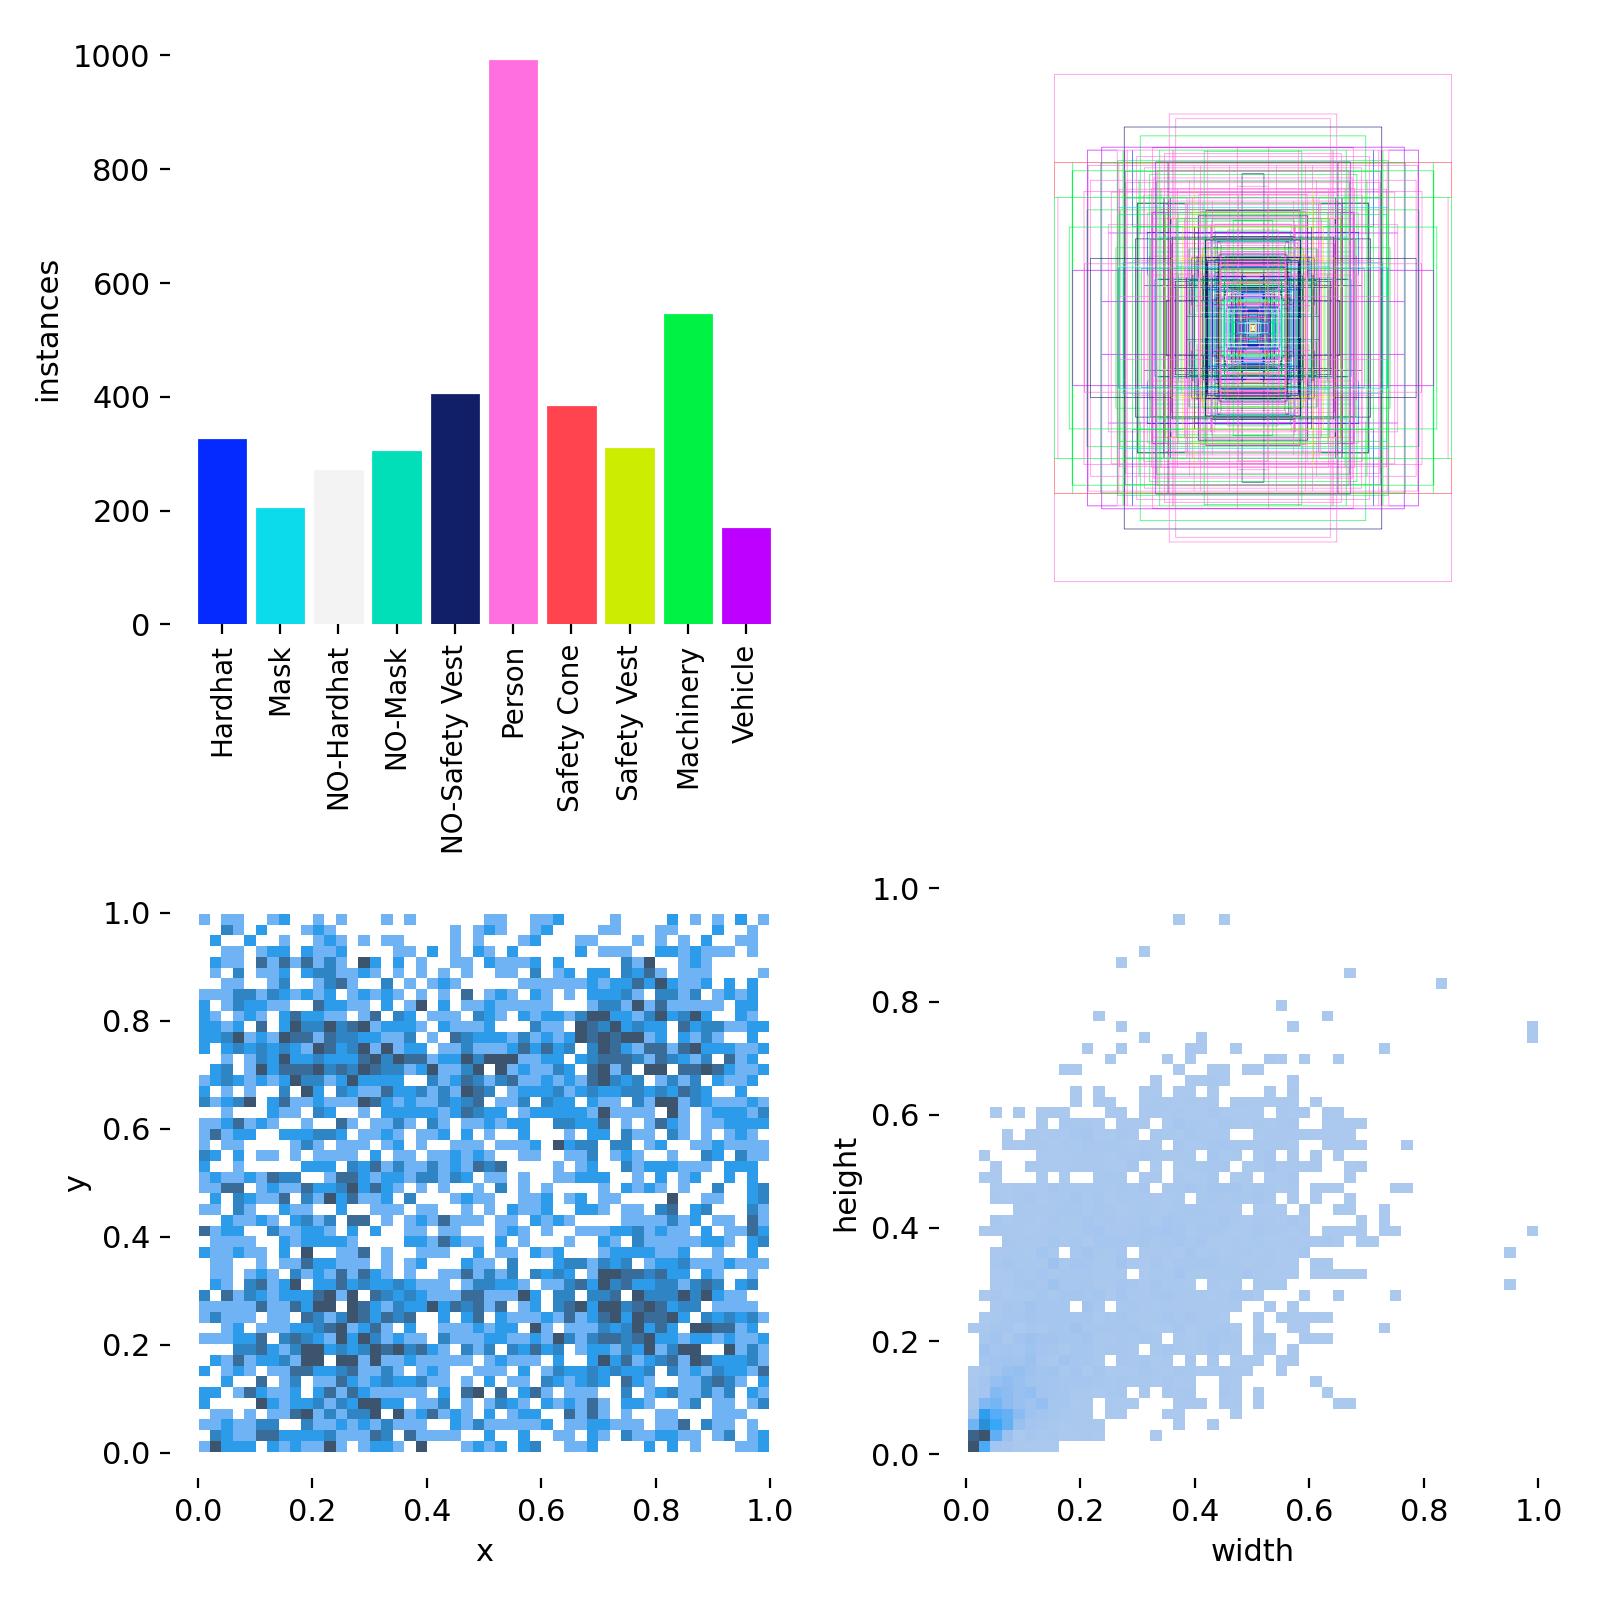 1000
800
600
400
200
0
instances
Hardhat
Mask
NO-Hardhat
NO-Mask
NO-Safety Vest
Person
Safety Cone
Safety Vest
Machinery
Vehicle
1.0
0.8
0.6
0.4
0.2
0.0
y
0.0 0.2 0.4 0.6 0.8 1.0
x
1.0
0.8
0.6
0.4
0.2
0.0
height
0.0 0.2 0.4 0.6 0.8 1.0
width